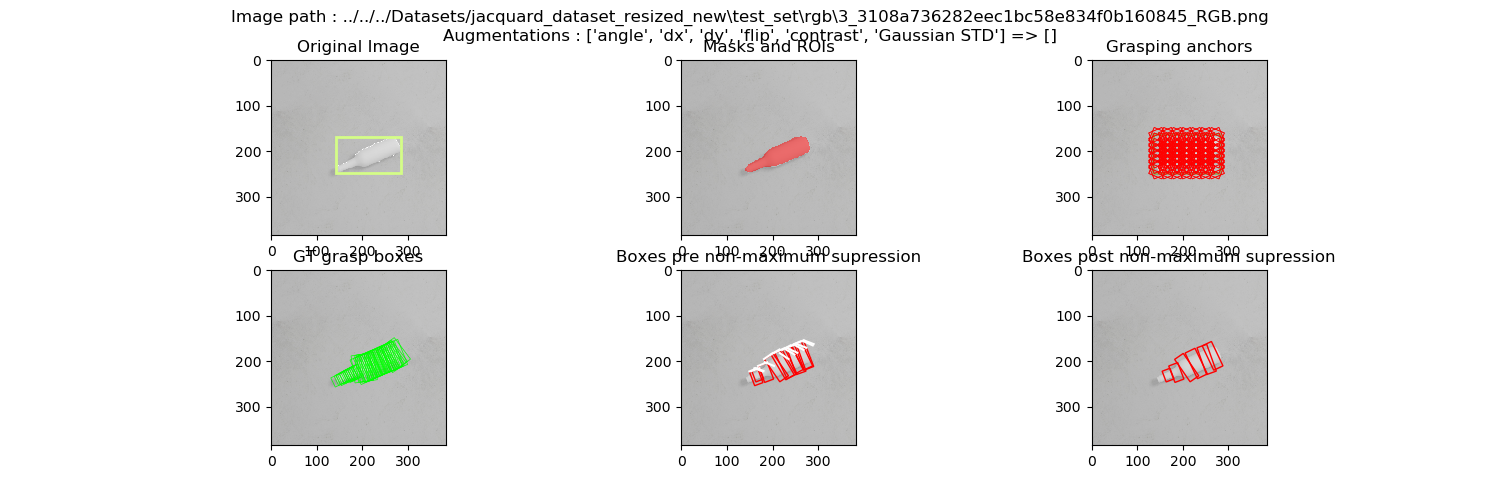 Image path : ../../../Datasets/jacquard_dataset_resized_new\test_set\rgb\3_3108a736282eec1bc58e834f0b160845_RGB.png
Augmentations : ['angle', 'dx', 'dy', 'flip', 'contrast', 'Gaussian STD'] => []
Original Image
Masks and ROIs
Grasping anchors
0
100
200
300
0 100 200 300
0
100
200
300
0 100 200 300
0
100
200
300
0 100 200 300
GT grasp boxes
Boxes pre non-maximum supression
Boxes post non-maximum supression
0
100
200
300
0 100 200 300
0
100
200
300
0 100 200 300
0
100
200
300
0 100 200 300